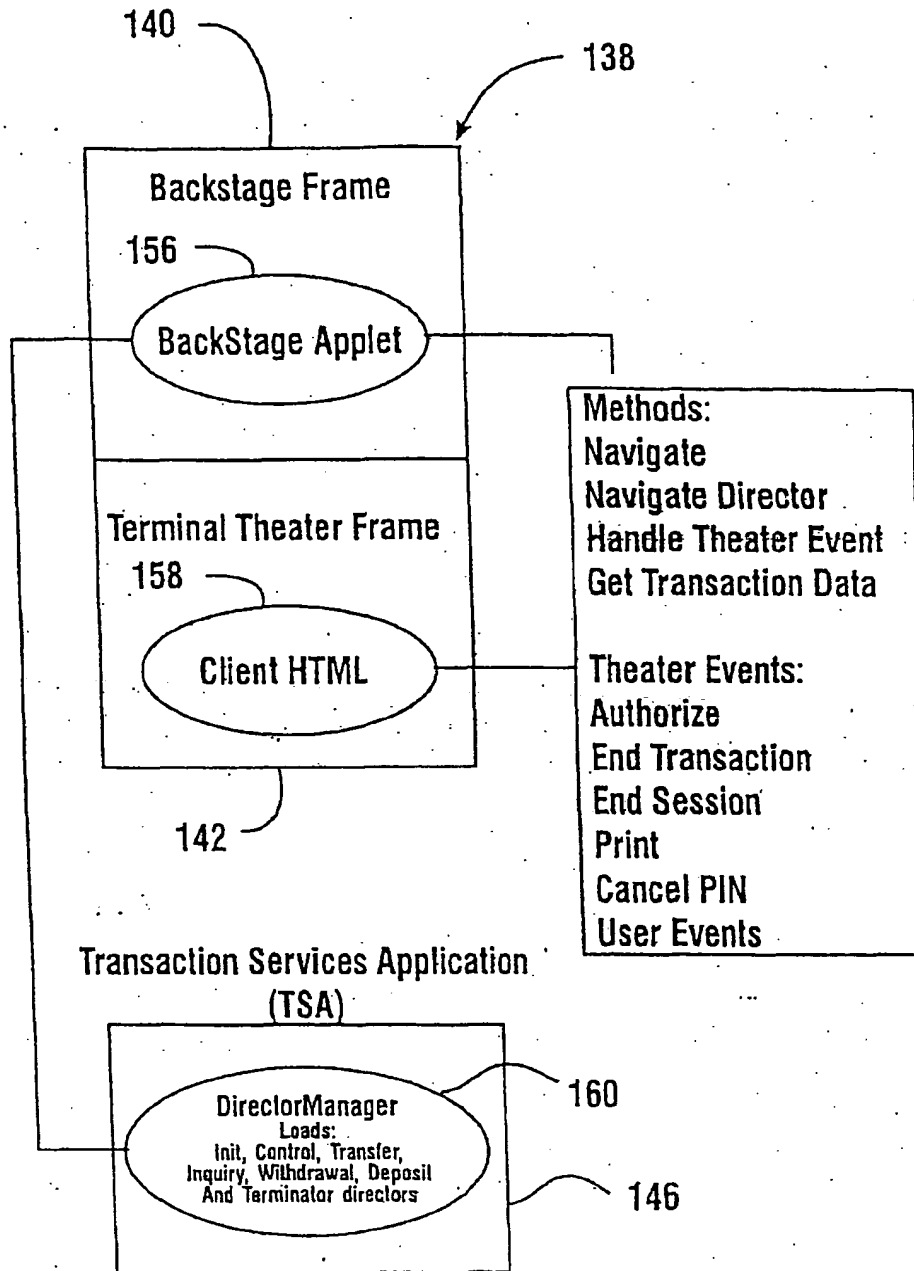 140
138
Backstage Frame
156
BackStage Applet
Methods:
Navigate
Navigate Director
Handle Theater Event
Get Transaction Data
Terminal Theater Frame
158
Client HTML
Theater Events:
Authorize
End Transaction
End Session
Print
Cancel PIN
User Events
142
Transaction Services Application
(TSA)
160
DirectorManager
Loads:
Init, Control, Transfer,
Inquiry, Withdrawal, Deposit
And Terminator directors
146